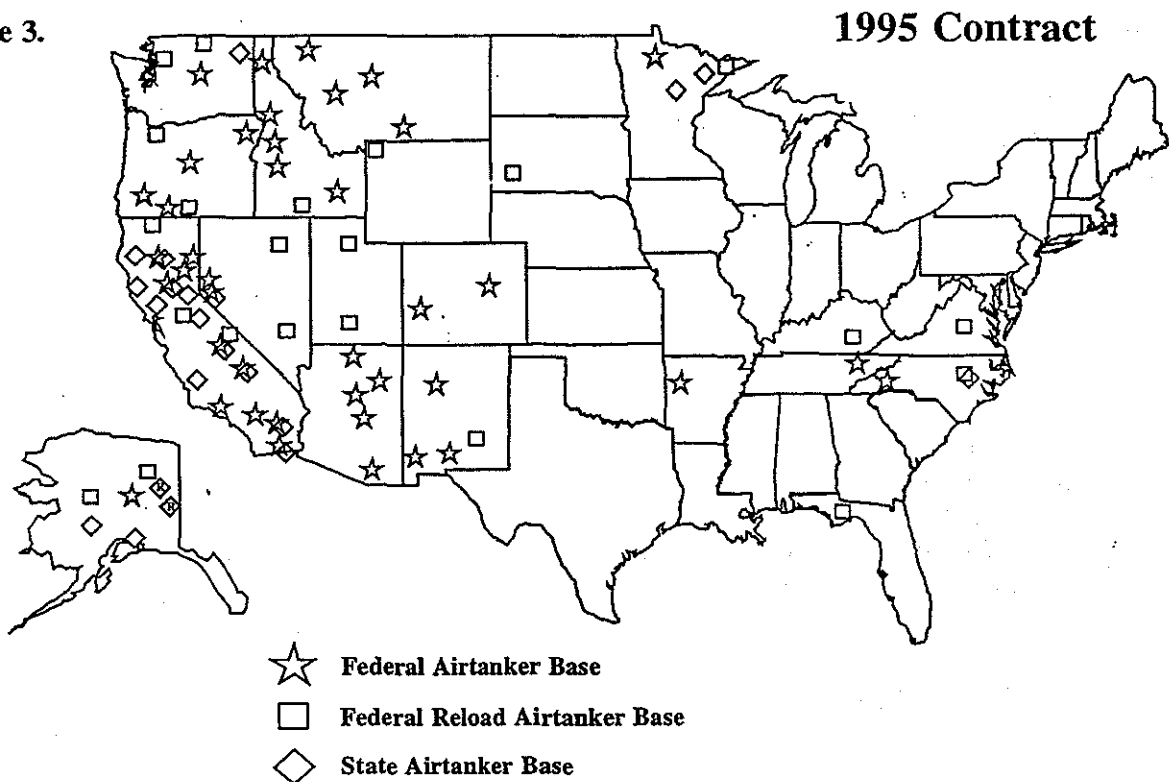 e 3.
1995 Contract
Federal Airtanker Base
Federal Reload Airtanker Base
State Airtanker Base